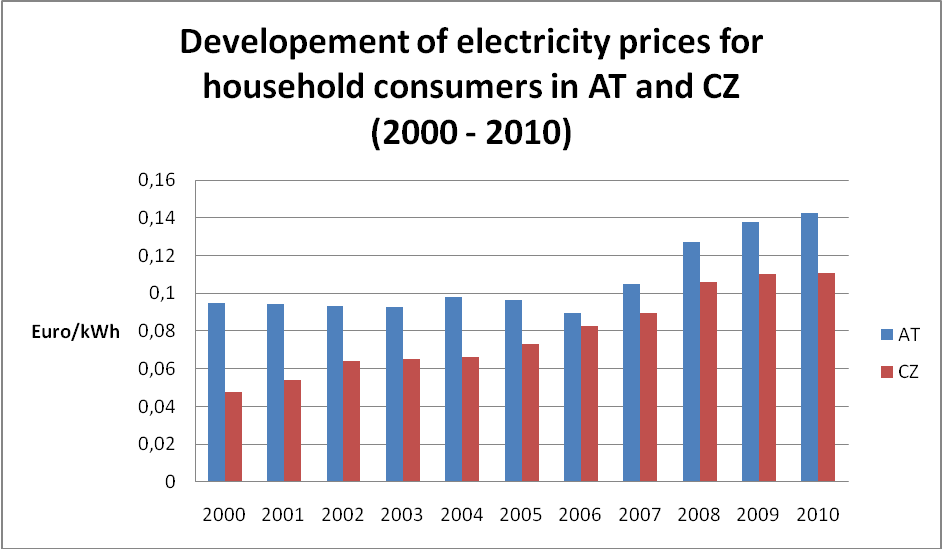 Developement of electricity prices for
household consumers in AT and CZ
(2000 - 2010)
0,16
0,14
0,12
0,1
0,08
0,06
0,04
0,02
0
Euro/kWh
2000 2001 2002 2003 2004 2005 2006 2007 2008 2009 2010
AT
CZ